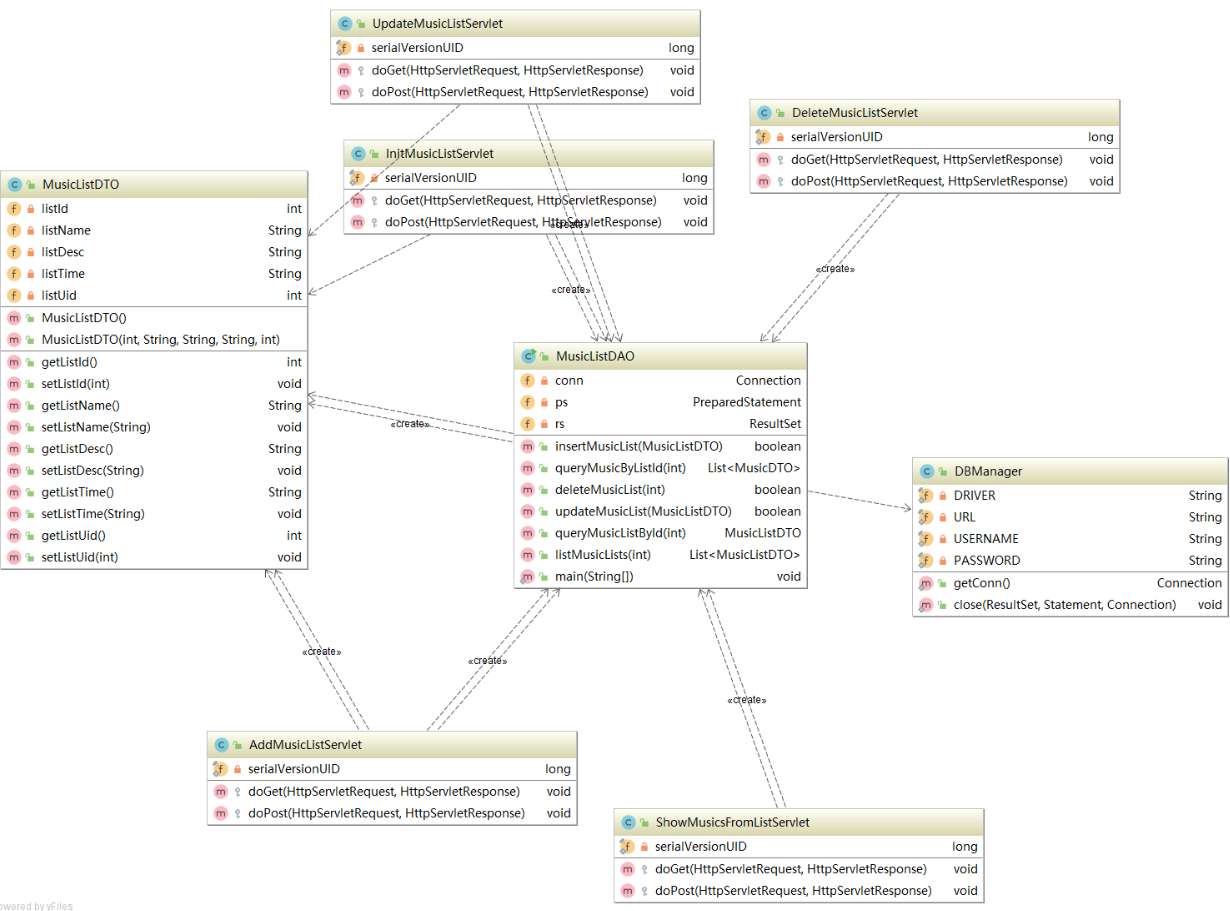 UpdateMusicListServlet
serialVersionUID long
doGet(HttpServletRequest, HttpServletResponse) void
doPost(HttpServletRequest, HttpServletResponse) void
DeleteMusicListServlet
serialVersionUID long
doGet(HttpServletRequest, HttpServletResponse) void
doPost(HttpServletRequest, HttpServletResponse) void
InitMusicListServlet
serialVersionUID long
doGet(HttpServletRequest, HttpServletResponse) void
doPost(HttpServletRequest, HttpServletResponse) void
MusicListDTO
listId int
listName String
listDesc String
listTime String
listUid int
MusicListDTO()
MusicListDTO(int, String, String, String, int)
getListId() int
setListId(int) void
getListName() String
setListName(String) void
getListDesc() String
setListDesc(String) void
getListTime() String
setListTime(String) void
getListUid() int
setListUid(int) void
«create»
«create»
«create»
MusicListDAO
conn Connection
ps PreparedStatement
rs ResultSet
insertMusicList(MusicListDTO) boolean
queryMusicByListId(int) List<MusicDTO>
deleteMusicList(int) boolean
updateMusicList(MusicListDTO) boolean
queryMusicListById(int) MusicListDTO
listMusicLists(int) List<MusicListDTO>
main(String[]) void
«create»
DBManager
DRIVER String
URL String
USERNAME String
PASSWORD String
getConn() Connection
close(ResultSet, Statement, Connection) void
«create»
«create»
«create»
AddMusicListServlet
serialVersionUID long
doGet(HttpServletRequest, HttpServletResponse) void
doPost(HttpServletRequest, HttpServletResponse) void
ShowMusicsFromListServlet
serialVersionUID long
doGet(HttpServletRequest, HttpServletResponse) void
doPost(HttpServletRequest, HttpServletResponse) void
owered by yFiles